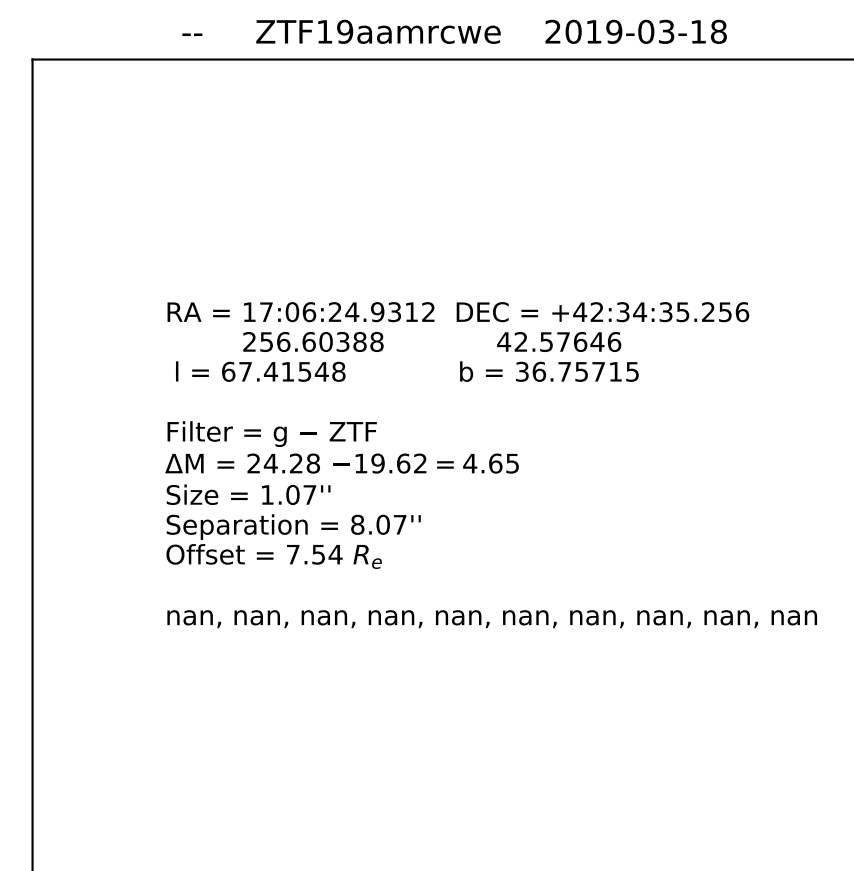 -- ZTF19aamrcwe 2019-03-18
RA = 17:06:24.9312 DEC = +42:34:35.256
256.60388 42.57646
l = 67.41548 b = 36.75715
Filter = g − ZTF
ΔM = 24.28 −19.62 = 4.65
Size = 1.07''
Separation = 8.07''
Offset = 7.54 Re
nan, nan, nan, nan, nan, nan, nan, nan, nan, nan